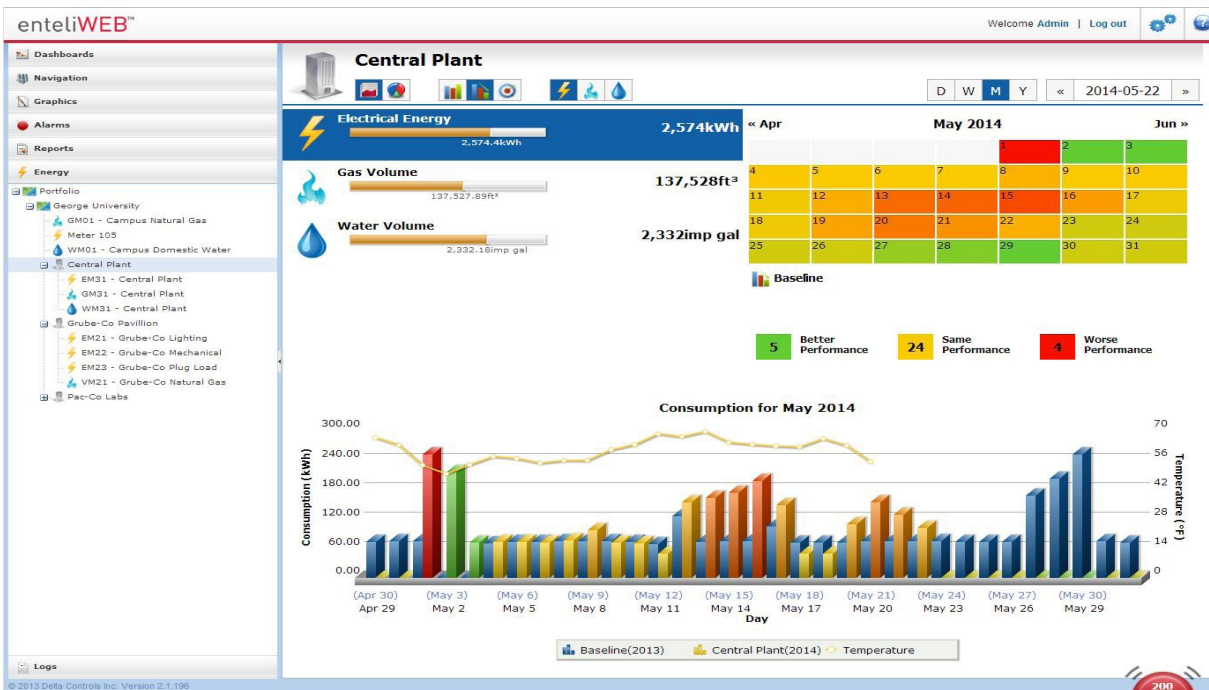 enteliWEB™
Welcome Admin | Log out
Dashboards
Navigation
Graphics
Alarms
Reports
Energy
Portfolio
George University
GM01 - Campus Natural Gas
Meter 105
WM01 - Campus Domestic Water
Central Plant
EM31 - Central Plant
GM31 - Central Plant
WM31 - Central Plant
Grube-Co Pavillion
EM21 - Grube-Co Lighting
EM22 - Grube-Co Mechanical
EM23 - Grube-Co Plug Load
VM21 - Grube-Co Natural Gas
Pac-Co Labs
Logs
© 2013 Delta Controls Inc. Version 2.1.196
Central Plant
D W M Y « 2014-05-22 »
Electrical Energy
2,574kWh
2,574.4kWh
Gas Volume
137,528ft³
137,527.89ft³
Water Volume
2,332imp gal
2,332.18imp gal
« Apr May 2014 Jun »
1 2 3
4 5 6 7 8 9 10
11 12 13 14 15 16 17
18 19 20 21 22 23 24
25 26 27 28 29 30 31
Baseline
5 Better Performance
24 Same Performance
4 Worse Performance
Consumption for May 2014
Consumption (kWh)
300.00
240.00
180.00
120.00
60.00
0.00
70
56
42
28
14
0
Temperature (°F)
(Apr 30) (May 3) (May 6) (May 9) (May 12) (May 15) (May 18) (May 21) (May 24) (May 27) (May 30)
Apr 29 May 2 May 5 May 8 May 11 May 14 May 17 May 20 May 23 May 26 May 29
Day
Baseline(2013) Central Plant(2014) Temperature
200